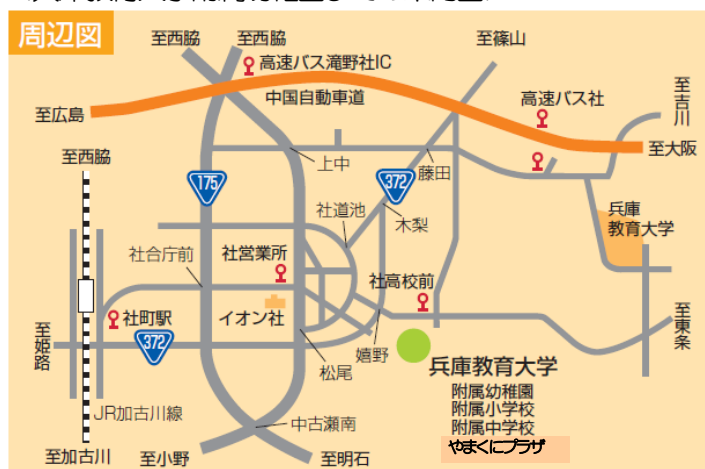 周辺図
至西脇
至西脇
至篠山
高速バス滝野社IC
至吉川
高速バス社
中国自動車道
至広島
至大阪
至西脇
上中
藤田
175
372
社道池
木梨
兵庫
教育大学
社合庁前
社営業所
社高校前
至東条
社町駅
イオン社
至姫路
372
嬉野
松尾
兵庫教育大学
附属幼稚園
附属小学校
附属中学校
やまくにプラザ
JR加古川線
中古瀬南
至加古川
至小野
至明石